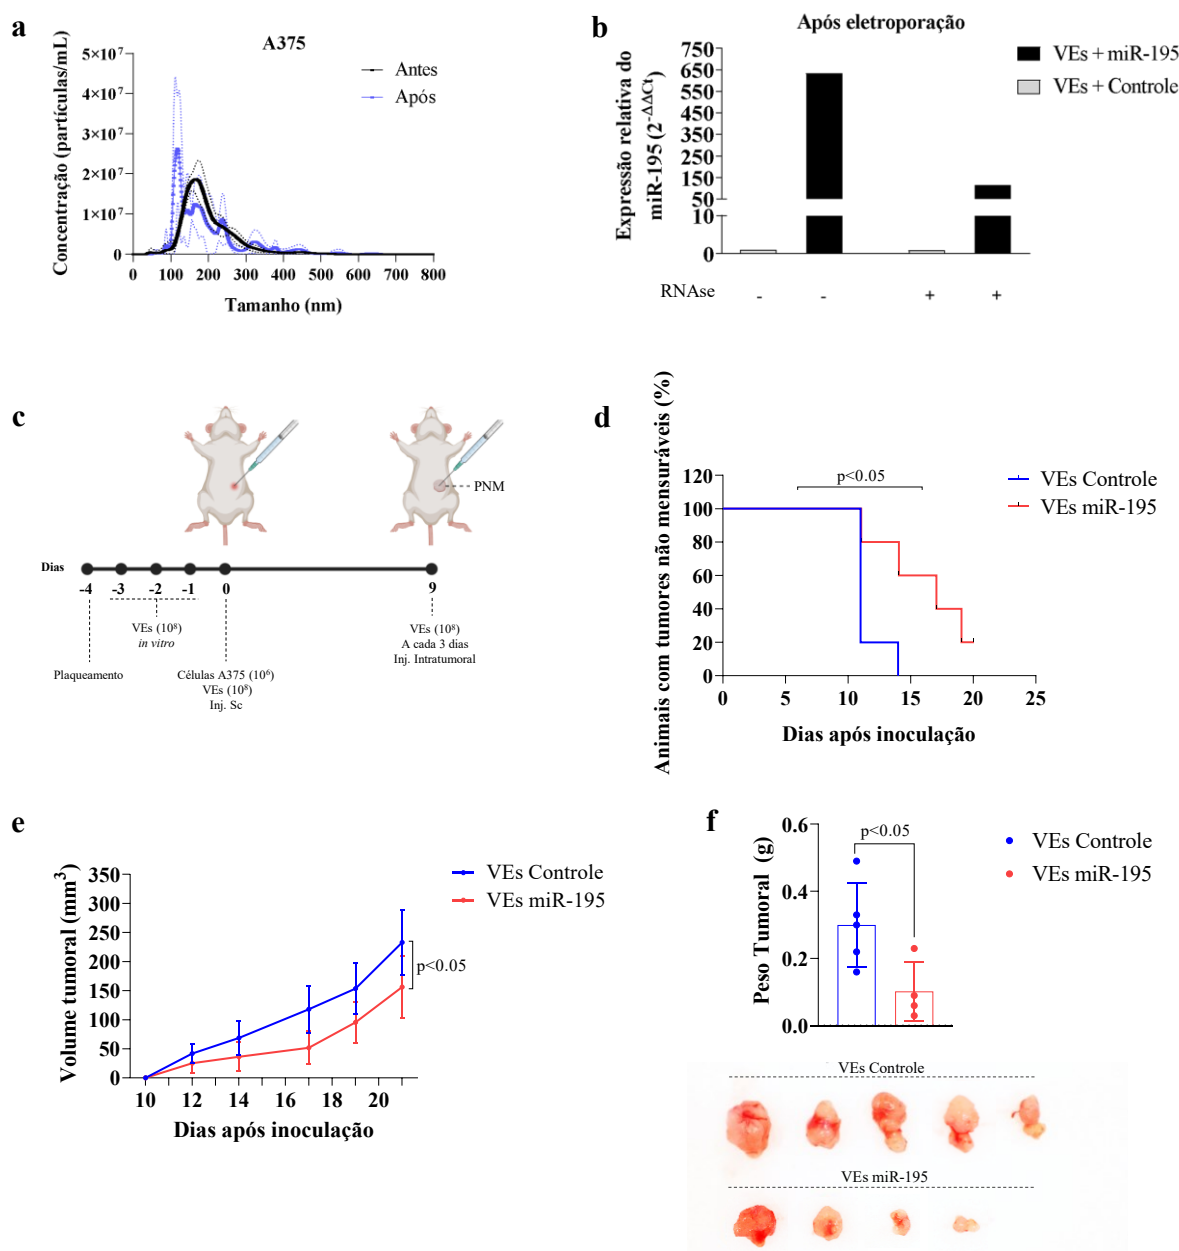 a
A375
Concentração (partículas/mL)
5×10⁷
4×10⁷
3×10⁷
2×10⁷
1×10⁷
0
0 100 200 300 400 500 600 700 800
Tamanho (nm)
Antes
Após
b
Após eletroporação
Expressão relativa do
miR-195 (2^-ΔΔCt)
750
650
550
450
350
250
150
50
10
0
RNAse - - + +
VEs + miR-195
VEs + Controle
c
PNM
Dias
-4 -3 -2 -1 0 9
VEs (10⁸)
in vitro
Plaqueamento
Células A375 (10⁶)
VEs (10⁸)
Inj. Sc
VEs (10⁸)
A cada 3 dias
Inj. Intratumoral
d
Animais com tumores não mensuráveis (%)
120
100
80
60
40
20
0
p<0.05
0 5 10 15 20 25
Dias após inoculação
VEs Controle
VEs miR-195
e
Volume tumoral (mm³)
350
300
250
200
150
100
50
0
10 12 14 16 18 20
Dias após inoculação
p<0.05
VEs Controle
VEs miR-195
f
Peso Tumoral (g)
0.6
0.4
0.2
0.0
p<0.05
VEs Controle
VEs miR-195
VEs Controle
VEs miR-195